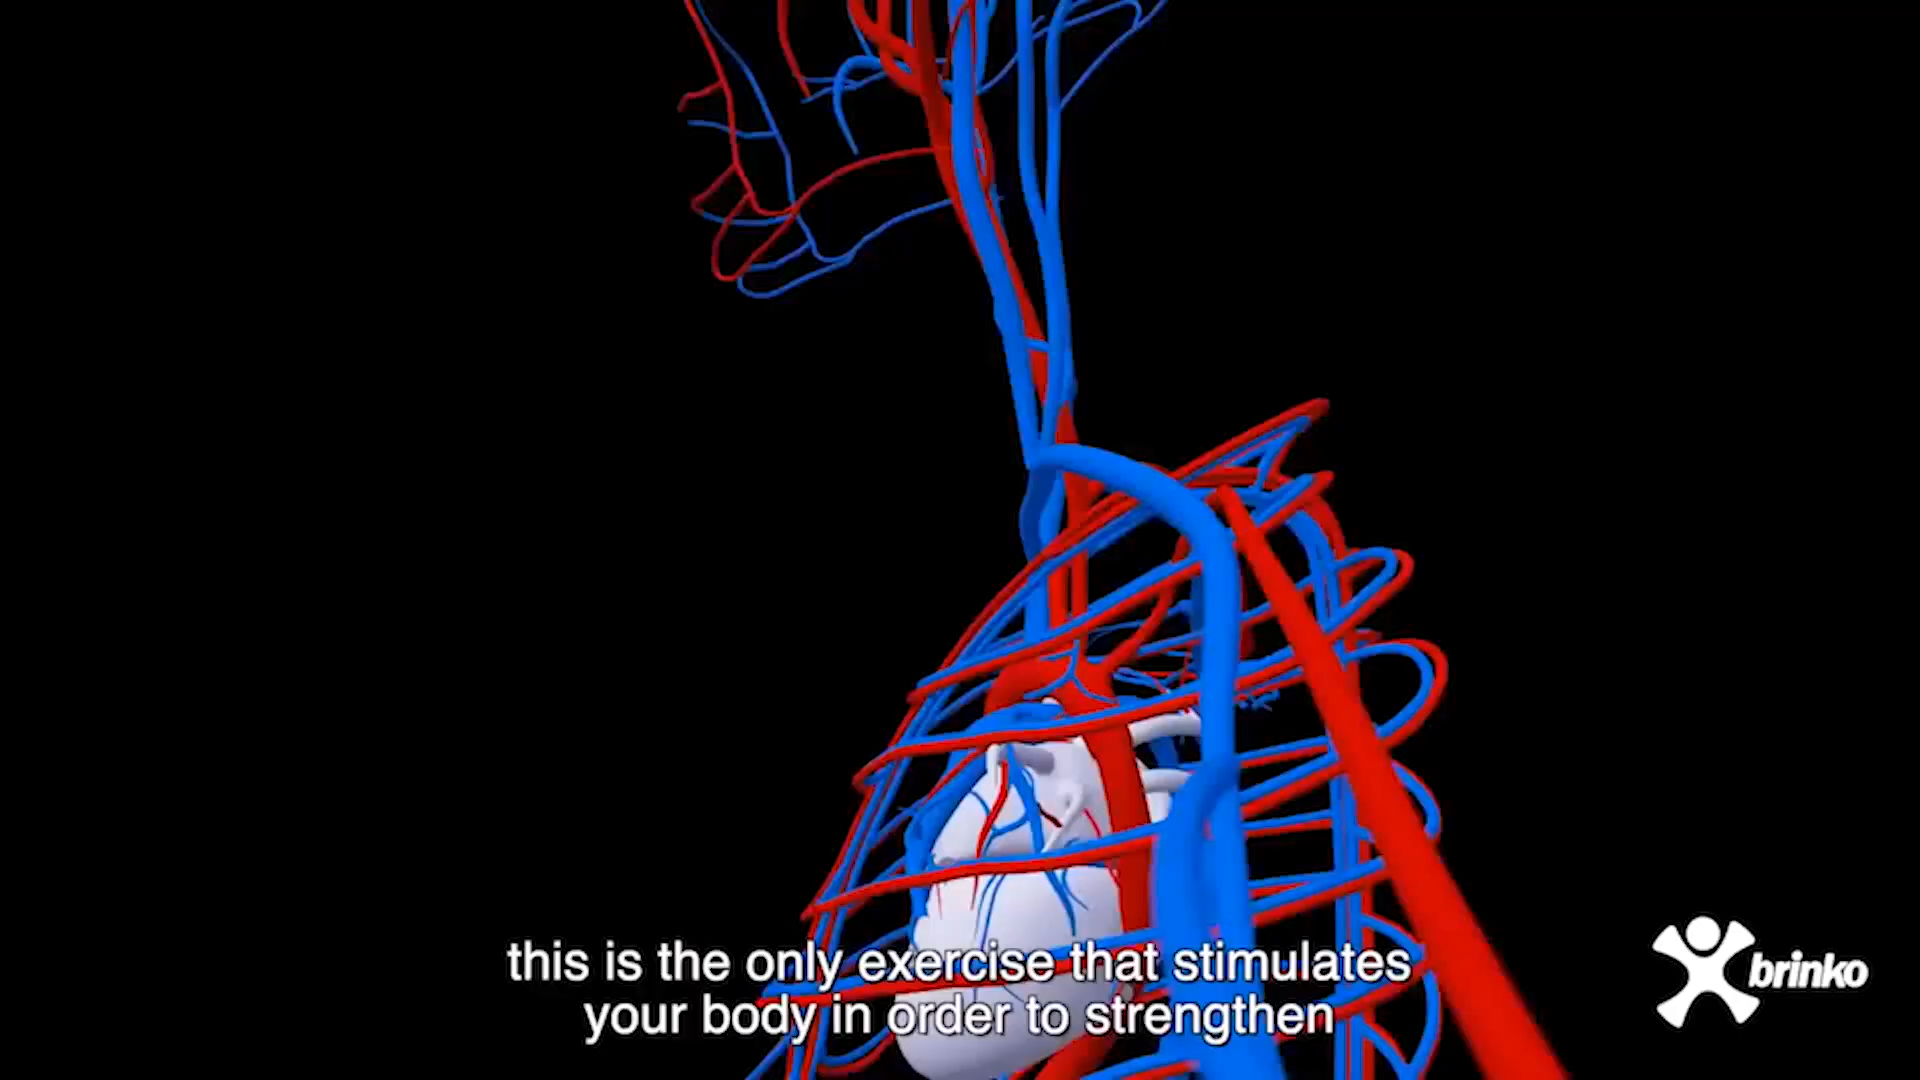 this is the only exercise that stimulates
your body in order to strengthen
brinko